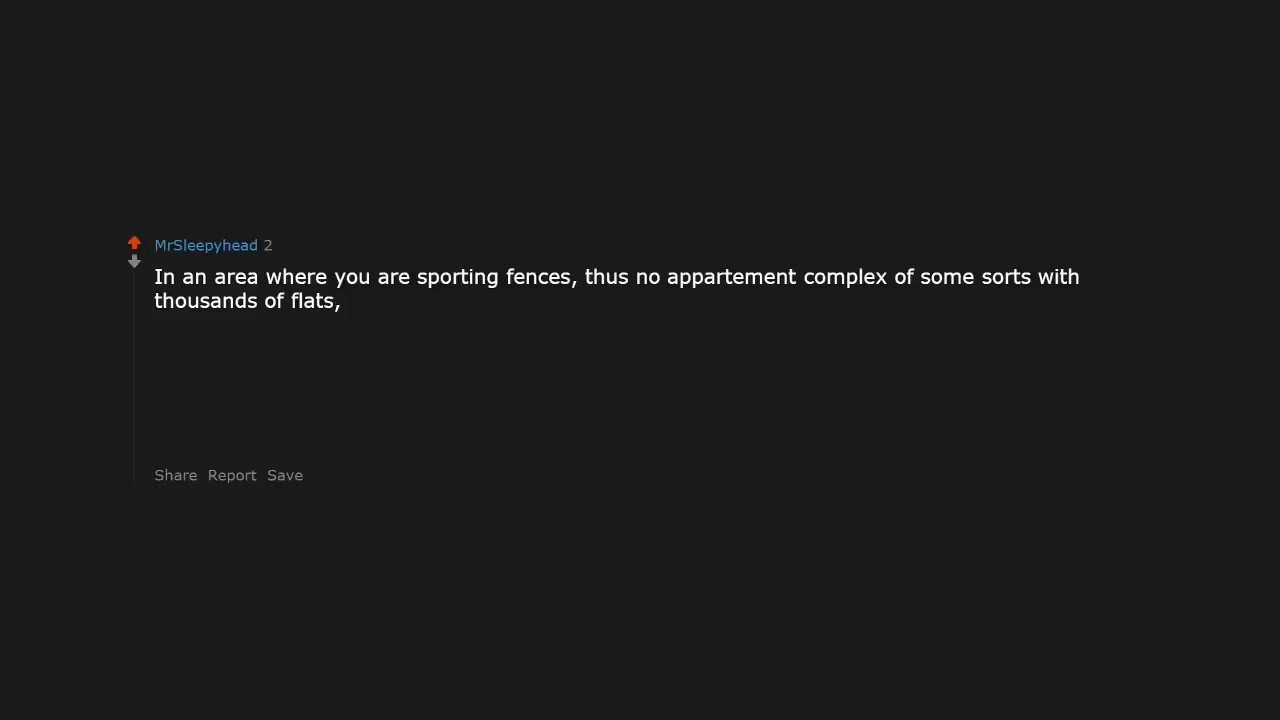 MrSleepyhead 2
In an area where you are sporting fences, thus no appartement complex of some sorts with
thousands of flats,
Share Report Save